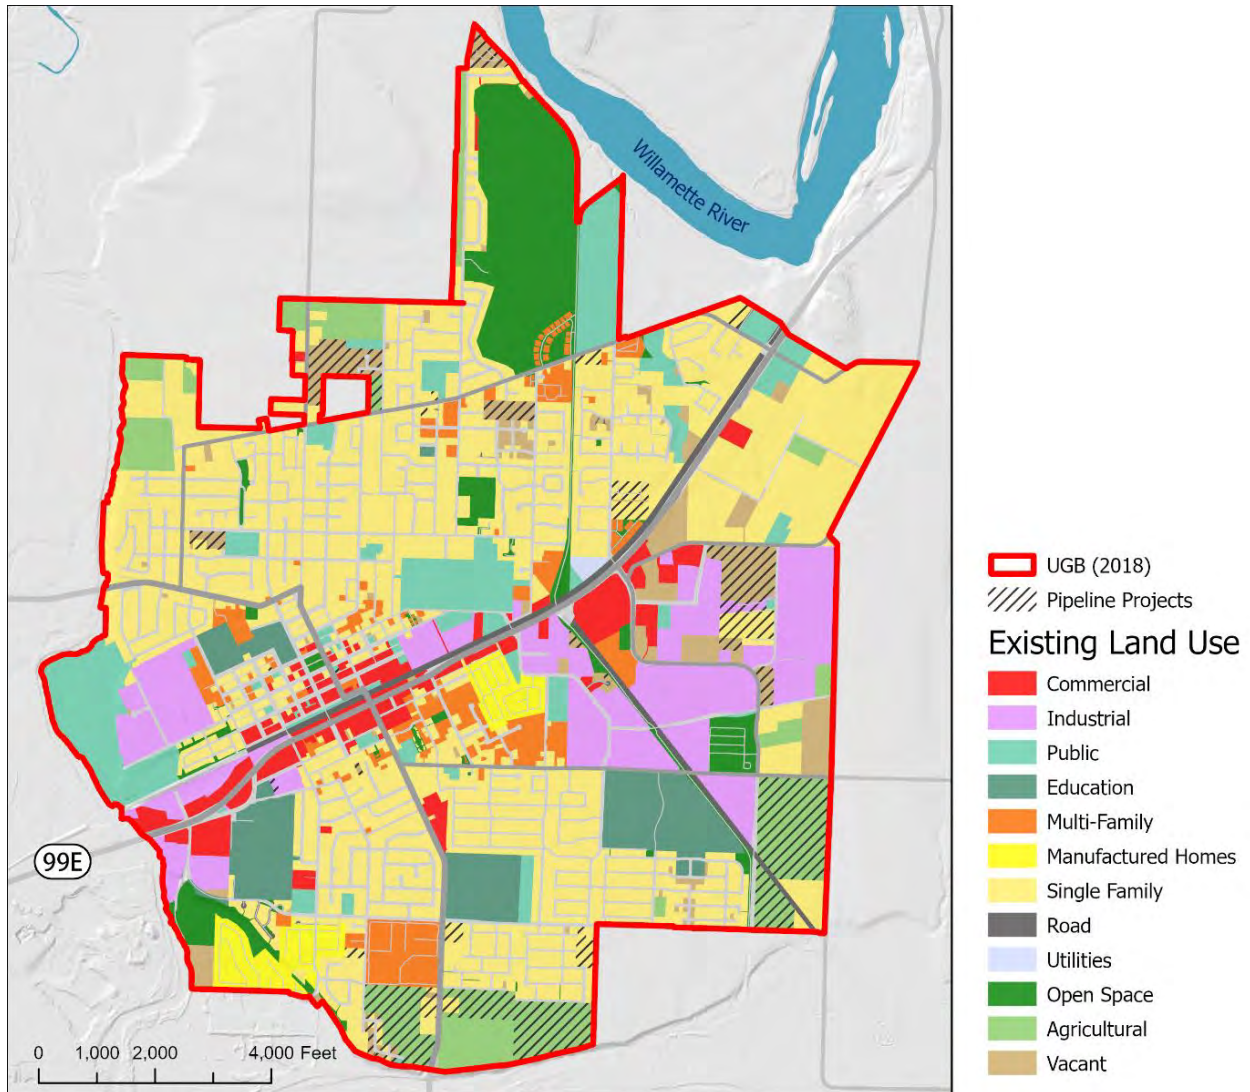 Willamette River
99E
0 1,000 2,000 4,000 Feet
UGB (2018)
Pipeline Projects
Existing Land Use
Commercial
Industrial
Public
Education
Multi-Family
Manufactured Homes
Single Family
Road
Utilities
Open Space
Agricultural
Vacant